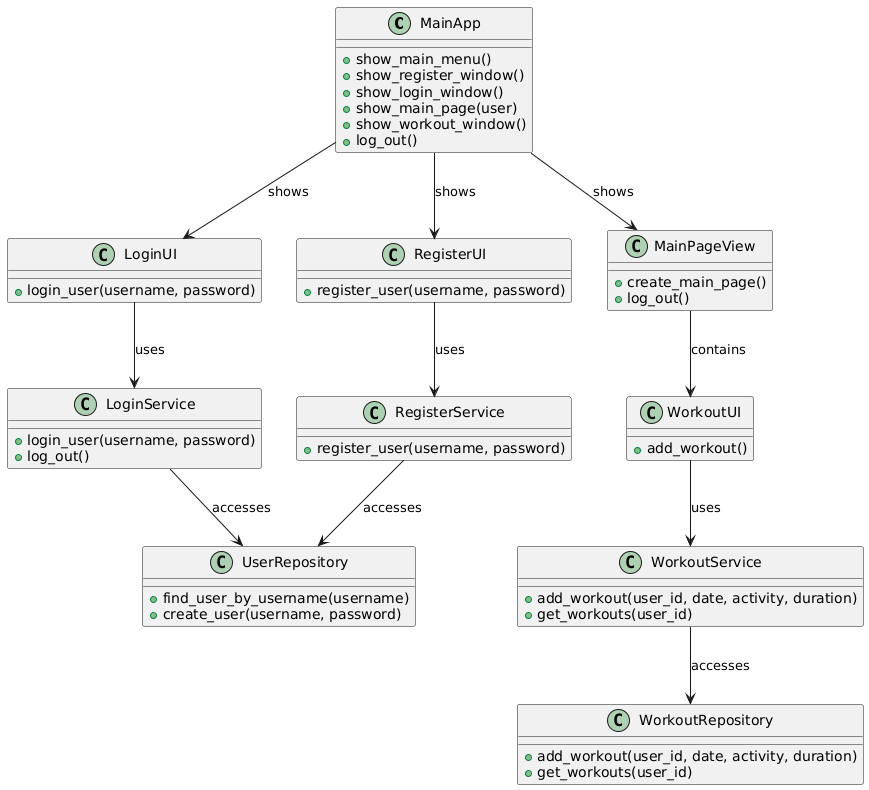 C MainApp
show_main_menu()
show_register_window()
show_login_window()
show_main_page(user)
show_workout_window()
log_out()
shows
shows
shows
C LoginUI
login_user(username, password)
C RegisterUI
register_user(username, password)
C MainPageView
create_main_page()
log_out()
uses
uses
contains
C LoginService
login_user(username, password)
log_out()
C RegisterService
register_user(username, password)
C WorkoutUI
add_workout()
accesses
accesses
uses
C UserRepository
find_user_by_username(username)
create_user(username, password)
C WorkoutService
add_workout(user_id, date, activity, duration)
get_workouts(user_id)
accesses
C WorkoutRepository
add_workout(user_id, date, activity, duration)
get_workouts(user_id)